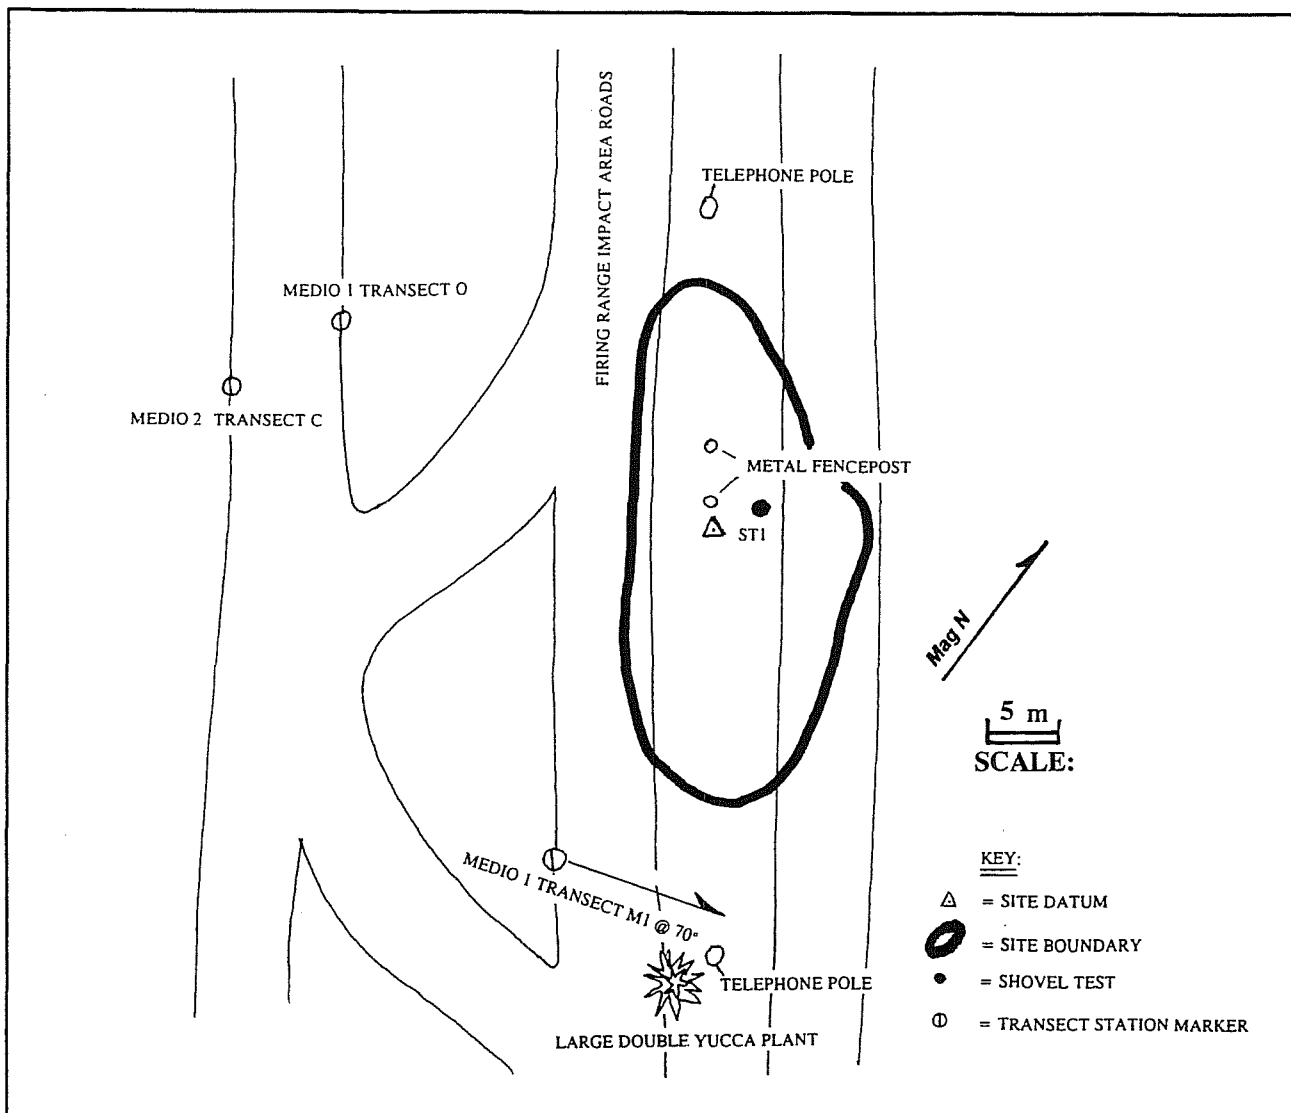 FIRING RANGE IMPACT AREA ROADS
TELEPHONE POLE
MEDIO 1 TRANSECT O
MEDIO 2 TRANSECT C
METAL FENCEPOST
ST1
Mag N
5 m
SCALE:
MEDIO 1 TRANSECT M1 @ 70°
TELEPHONE POLE
LARGE DOUBLE YUCCA PLANT
KEY:
= SITE DATUM
= SITE BOUNDARY
= SHOVEL TEST
= TRANSECT STATION MARKER